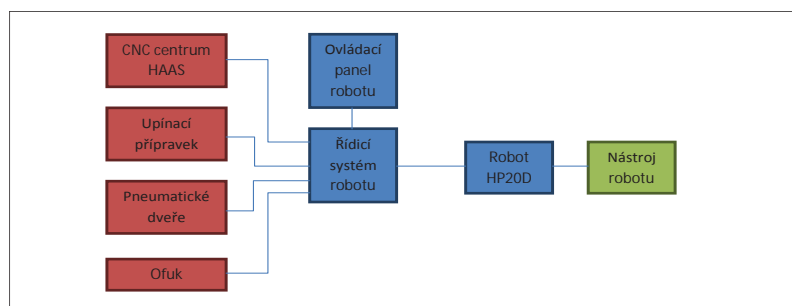 CNC centrum
HAAS
Upínací
přípravek
Pneumatické
dveře
Ofuk
Ovládací
panel
robotu
Řídicí
systém
robotu
Robot
HP20D
Nástroj
robotu